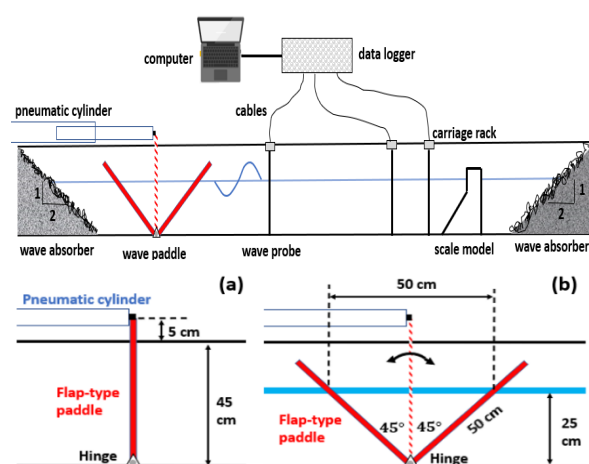 computer
data logger
pneumatic cylinder
cables
carriage rack
1
2
1
2
wave absorber
wave paddle
wave probe
scale model
wave absorber
(a)
Pneumatic cylinder
5 cm
Flap-type
paddle
45
cm
Hinge
(b)
50 cm
Flap-type
paddle
45°
45°
50 cm
25
cm
Hinge